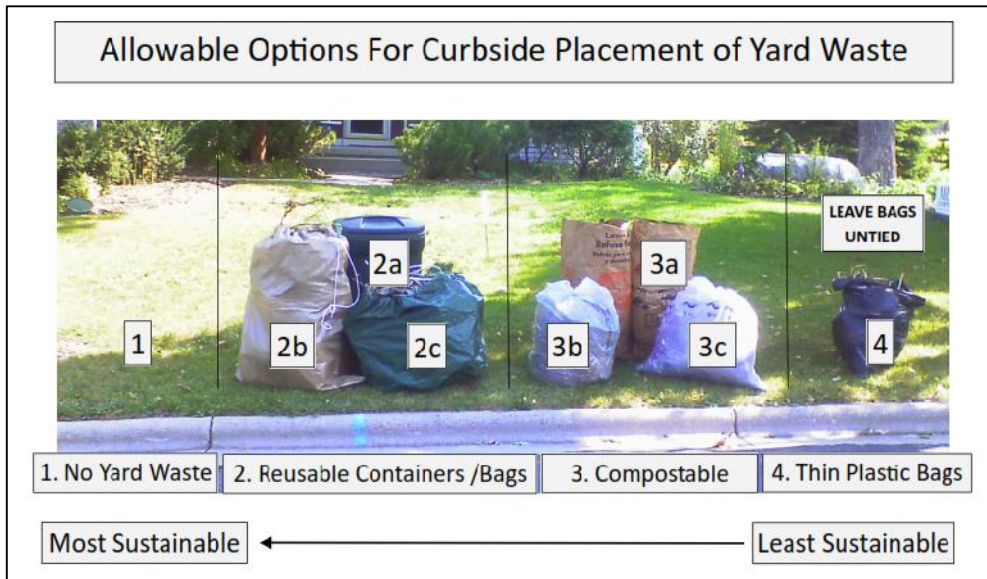 Allowable Options For Curbside Placement of Yard Waste
LEAVE BAGS
UNTIED
1
2a
2b
2c
Refuse
3a
3b
3c
4
1. No Yard Waste
2. Reusable Containers /Bags
3. Compostable
4. Thin Plastic Bags
Most Sustainable
Least Sustainable